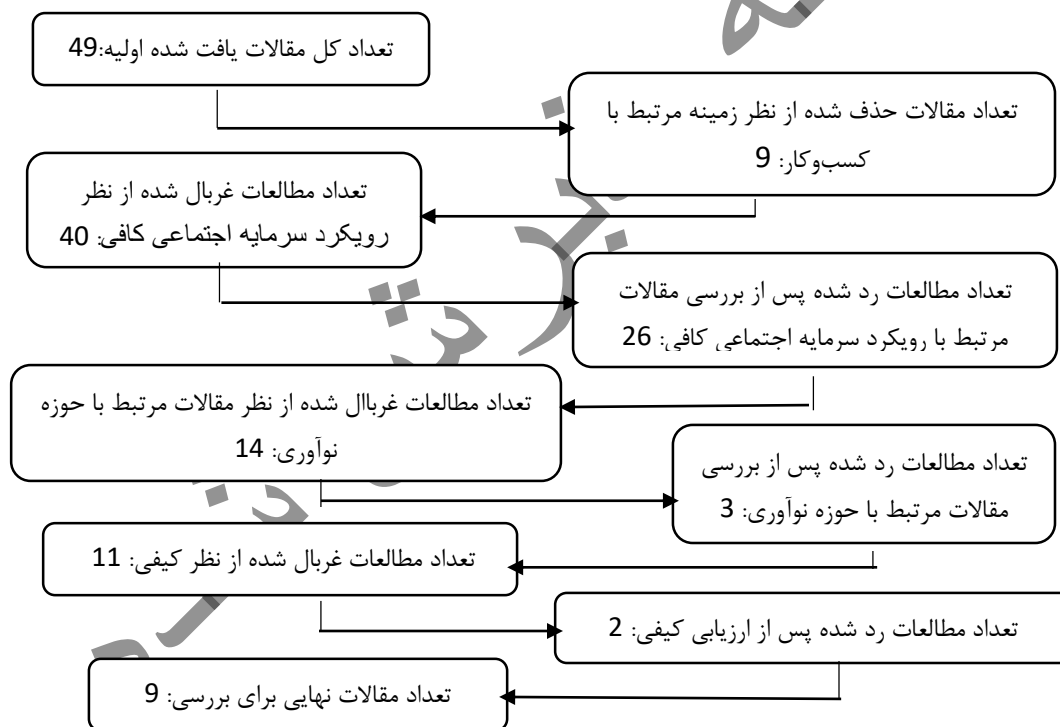 تعداد کل مقالات یافت شده اولیه:49
تعداد مقالات حذف شده از نظر زمینه مرتبط با
کسب‌وکار: 9
تعداد مطالعات غربال شده از نظر
رویکرد سرمایه اجتماعی کافی: 40
تعداد مطالعات رد شده پس از بررسی مقالات
مرتبط با رویکرد سرمایه اجتماعی کافی: 26
تعداد مطالعات غرباال شده از نظر مقالات مرتبط با حوزه
نوآوری: 14
تعداد مطالعات رد شده پس از بررسی
مقالات مرتبط با حوزه نوآوری: 3
تعداد مطالعات غربال شده از نظر کیفی: 11
تعداد مطالعات رد شده پس از ارزیابی کیفی: 2
تعداد مقالات نهایی برای بررسی: 9